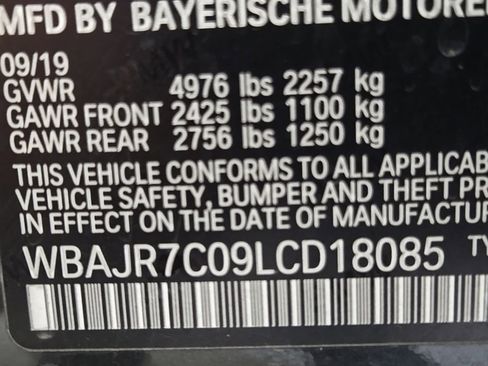 MFD BY BAYERISCHE MOTORE
09/19
GVWR 4976 lbs 2257 kg
GAWR FRONT 2425 lbs 1100 kg
GAWR REAR 2756 lbs 1250 kg
THIS VEHICLE CONFORMS TO ALL APPLICAB
VEHICLE SAFETY, BUMPER AND THEFT PR
IN EFFECT ON THE DATE OF MANUFACTUR
WBAJR7C09LCD18085 TY